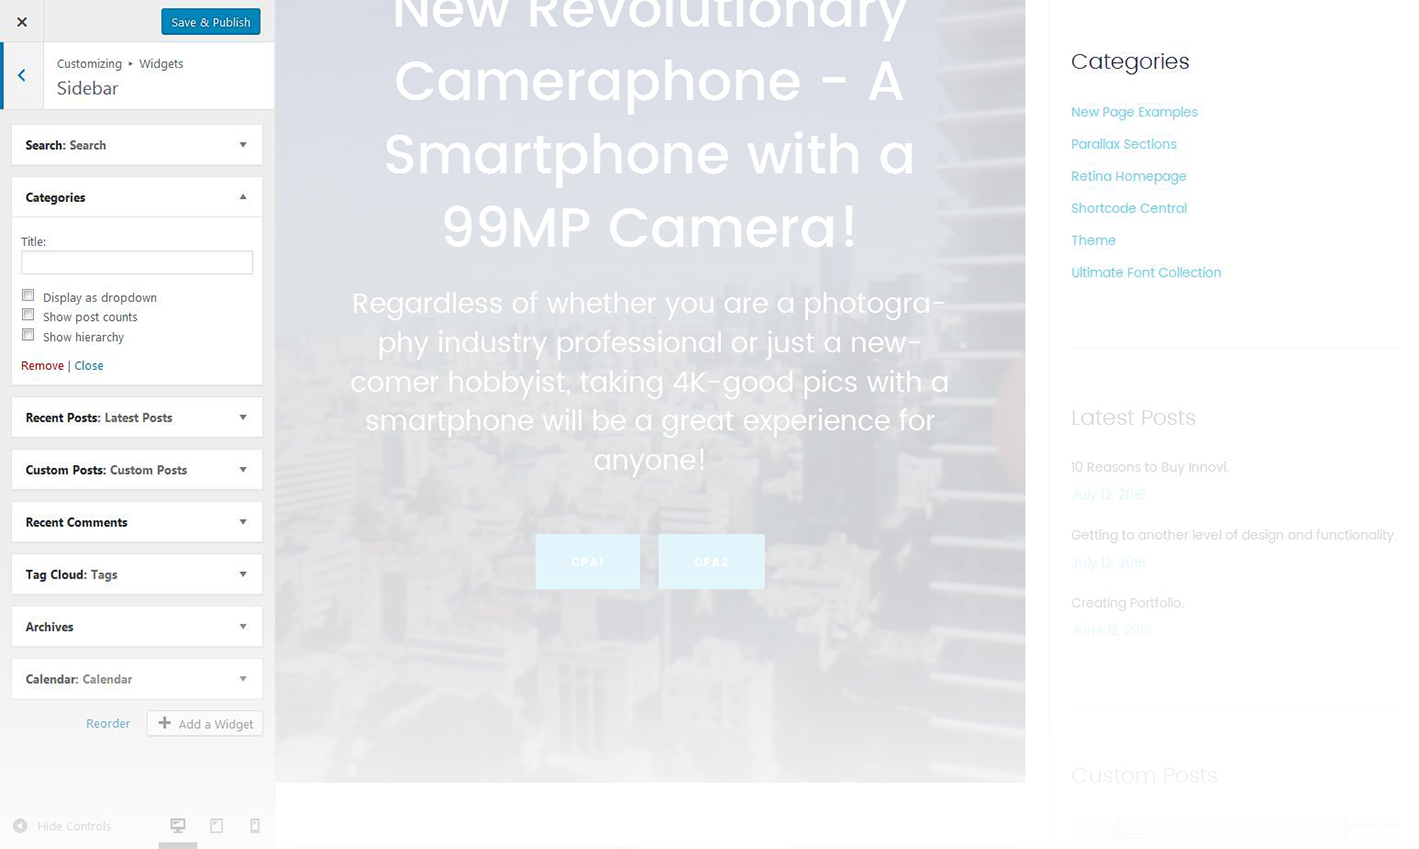 Save & Publish
Customizing ▸ Widgets
Sidebar
Search: Search
Categories
Title:
Display as dropdown
Show post counts
Show hierarchy
Remove | Close
Recent Posts: Latest Posts
Custom Posts: Custom Posts
Recent Comments
Tag Cloud: Tags
Archives
Calendar: Calendar
Reorder
Add a Widget
Hide Controls
New Revolutionary
Cameraphone - A
Smartphone with a
99MP Camera!
Regardless of whether you are a photogra-
phy industry professional or just a new-
comer hobbyist, taking 4K-good pics with a
smartphone will be a great experience for
anyone!
CPA1
CPA2
Categories
New Page Examples
Parallax Sections
Retina Homepage
Shortcode Central
Theme
Ultimate Font Collection
Latest Posts
10 Reasons to Buy Innovi.
July 12, 2016
Getting to another level of design and functionality.
July 12, 2016
Creating Portfolio.
June 12, 2016
Custom Posts